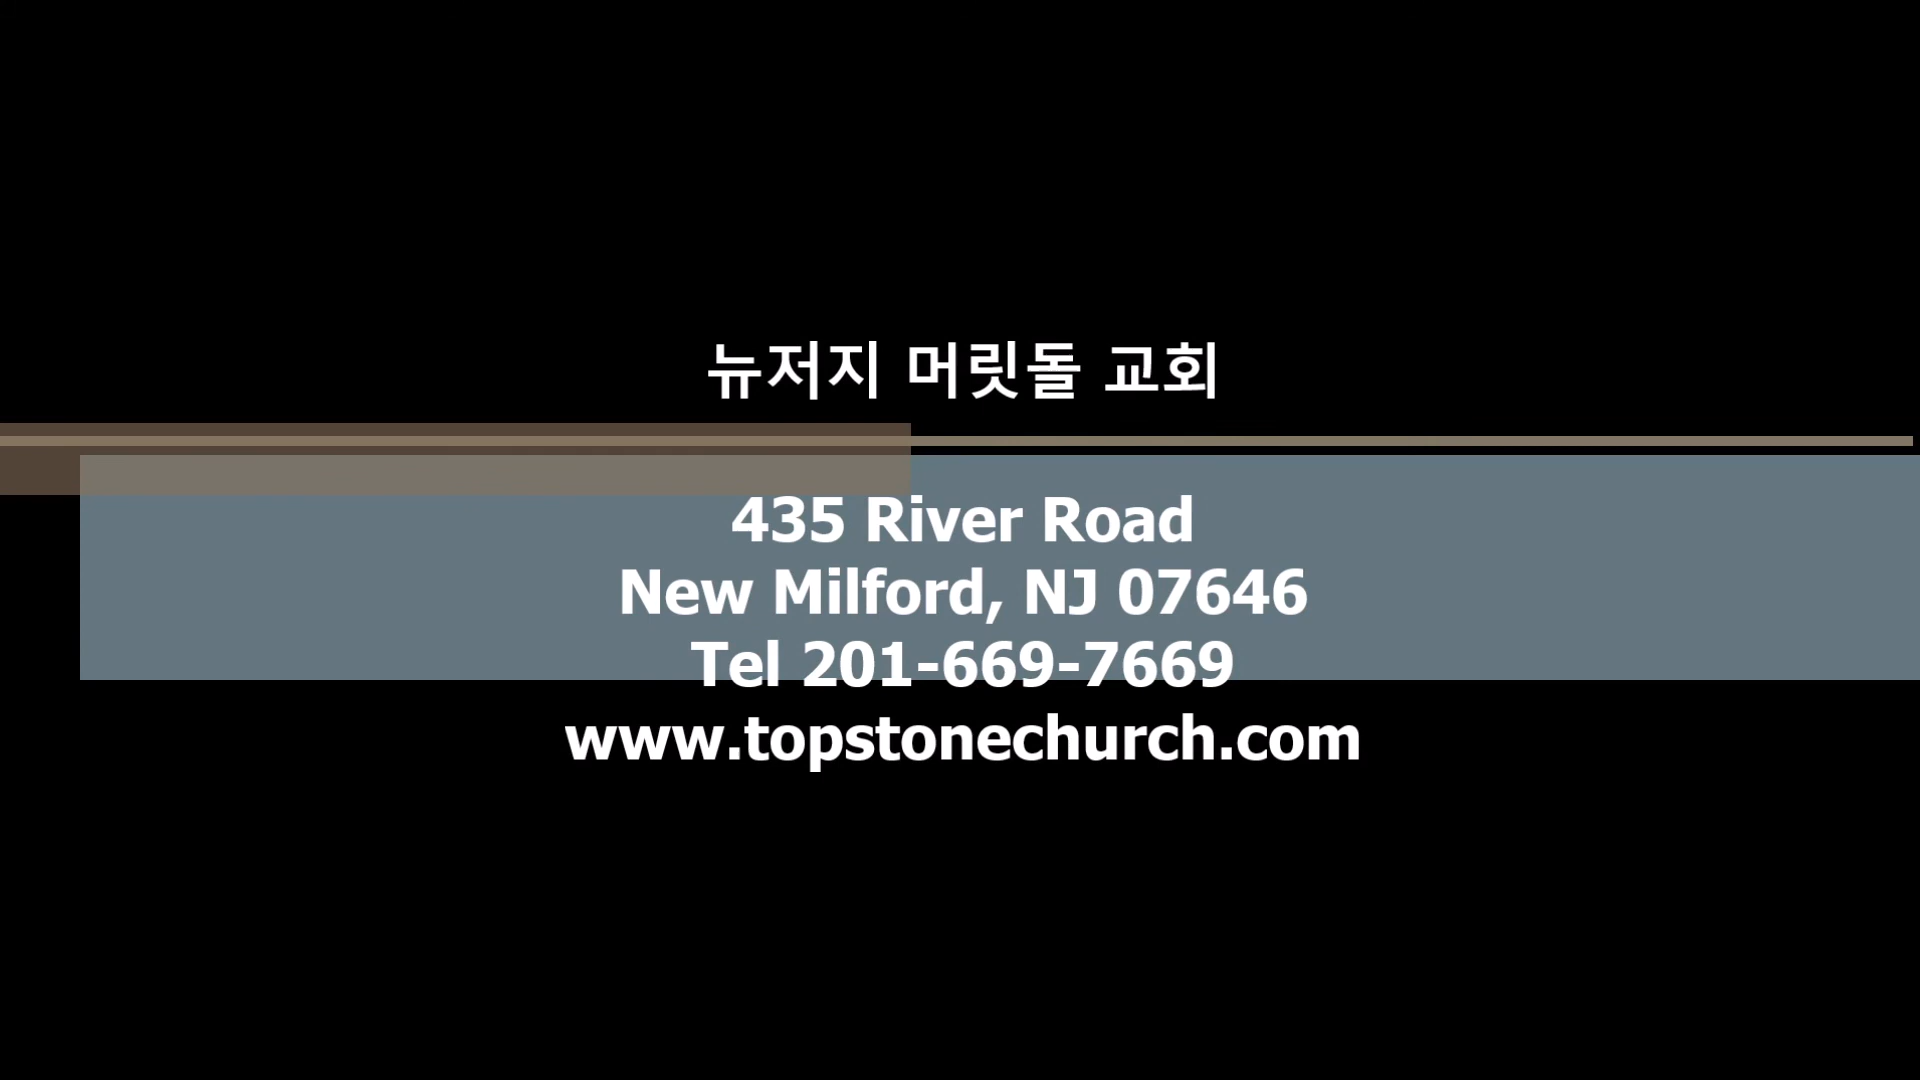 뉴저지 머릿돌 교회
435 River Road
New Milford, NJ 07646
Tel 201-669-7669
www.topstonechurch.com